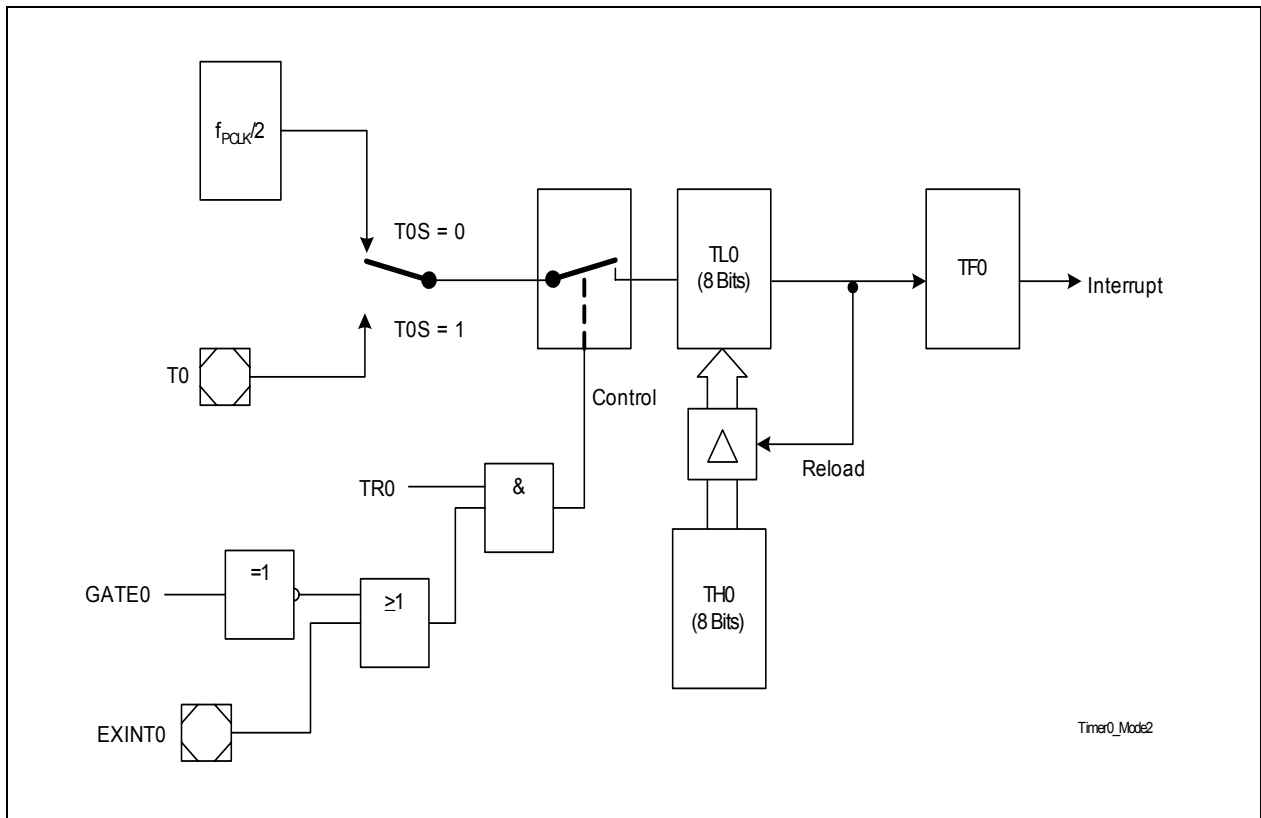 f PCLK/2
T0S = 0
T0S = 1
T0
TL0
(8 Bits)
TF0
Interrupt
Control
Reload
TR0
&
=1
GATE0
≥1
TH0
(8 Bits)
EXINT0
Timer0_Mode2